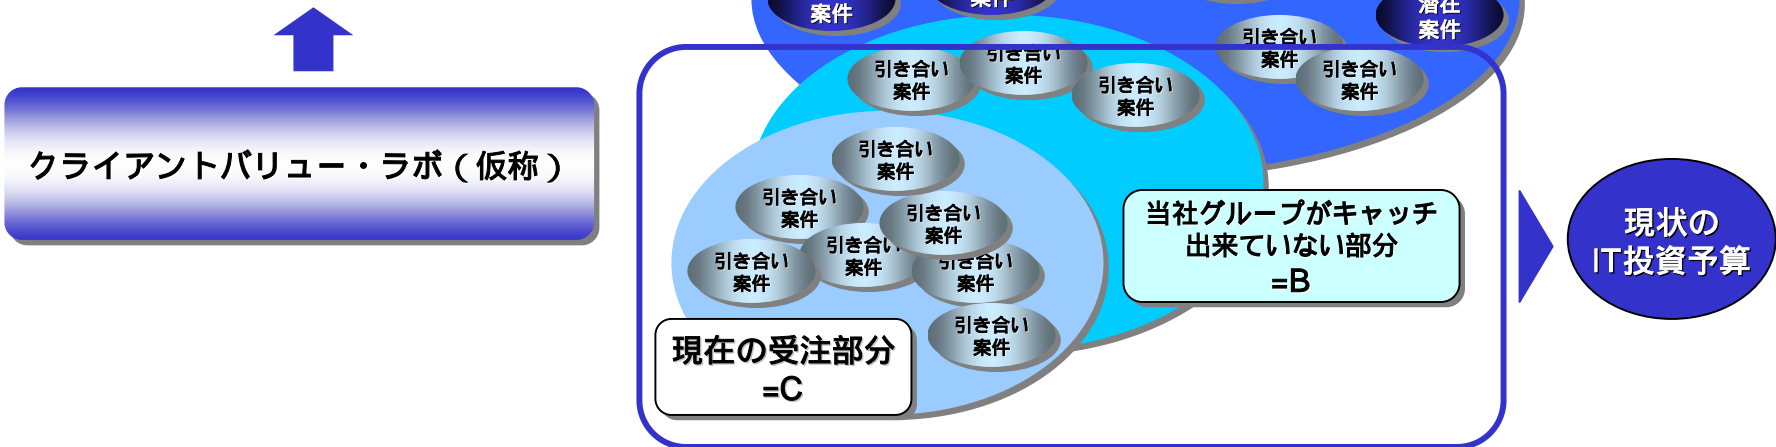 案件
案件
潜在
案件
引き合い
案件
引き合い
案件
引き合い
案件
引き合い
案件
引き合い
案件
クライアントバリュー・ラボ（仮称）
引き合い
案件
引き合い
案件
引き合い
案件
引き合い
案件
引き合い
案件
引き合い
案件
引き合い
案件
当社グループがキャッチ
出来ていない部分
=B
現状の
IT投資予算
現在の受注部分
=C